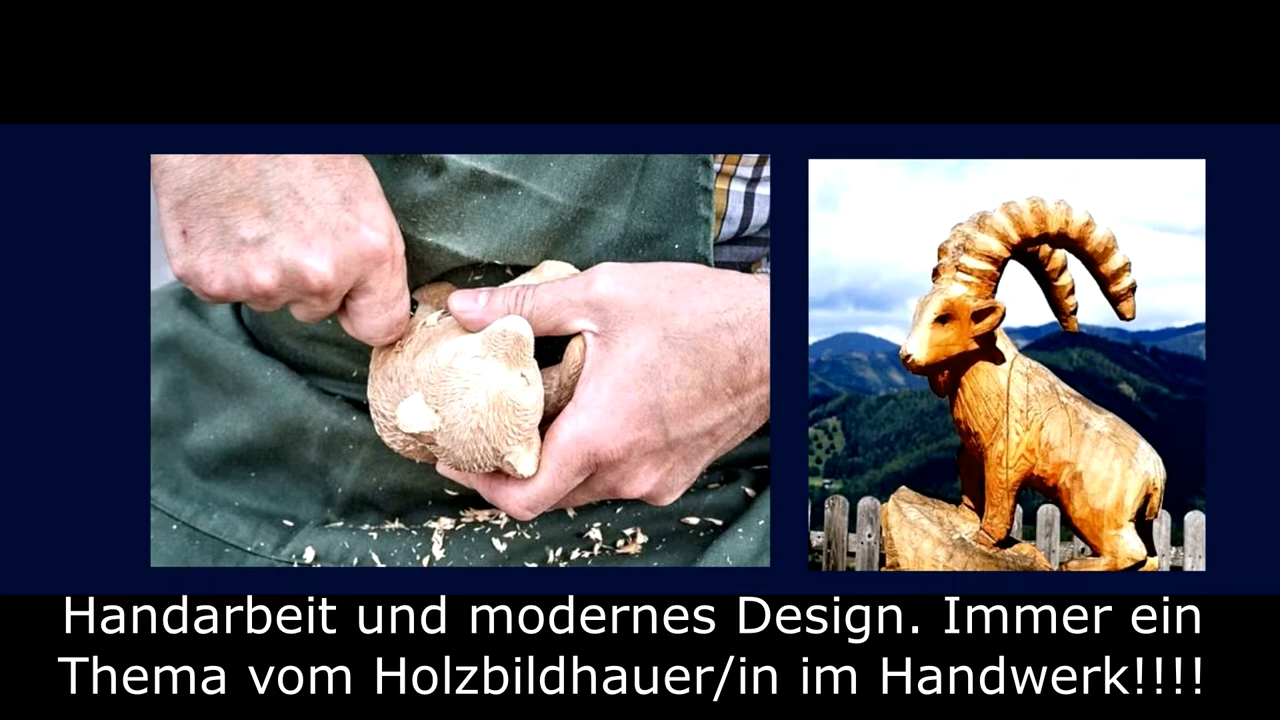 Handarbeit und modernes Design. Immer ein
Thema vom Holzbildhauer/in im Handwerk!!!!